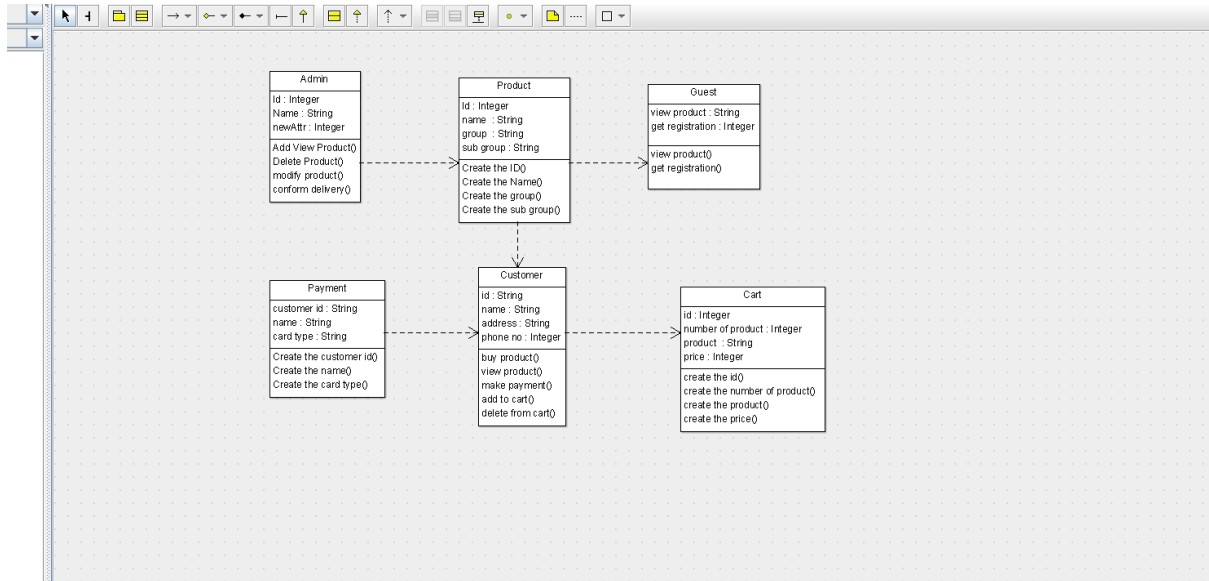 Admin
Id : Integer
Name : String
newAttr : Integer
Add View Product()
Delete Product()
modify product()
conform delivery()
Product
Id : Integer
name : String
group : String
sub group : String
Create the ID()
Create the Name()
Create the group()
Create the sub group()
Guest
view product : String
get registration : Integer
view product()
get registration()
Payment
customer id : String
name : String
card type : String
Create the customer id()
Create the name()
Create the card type()
Customer
id : String
name : String
address : String
phone no : Integer
buy product()
view product()
make payment()
add to cart()
delete from cart()
Cart
id : Integer
number of product : Integer
product : String
price : Integer
create the id()
create the number of product()
create the product()
create the price()